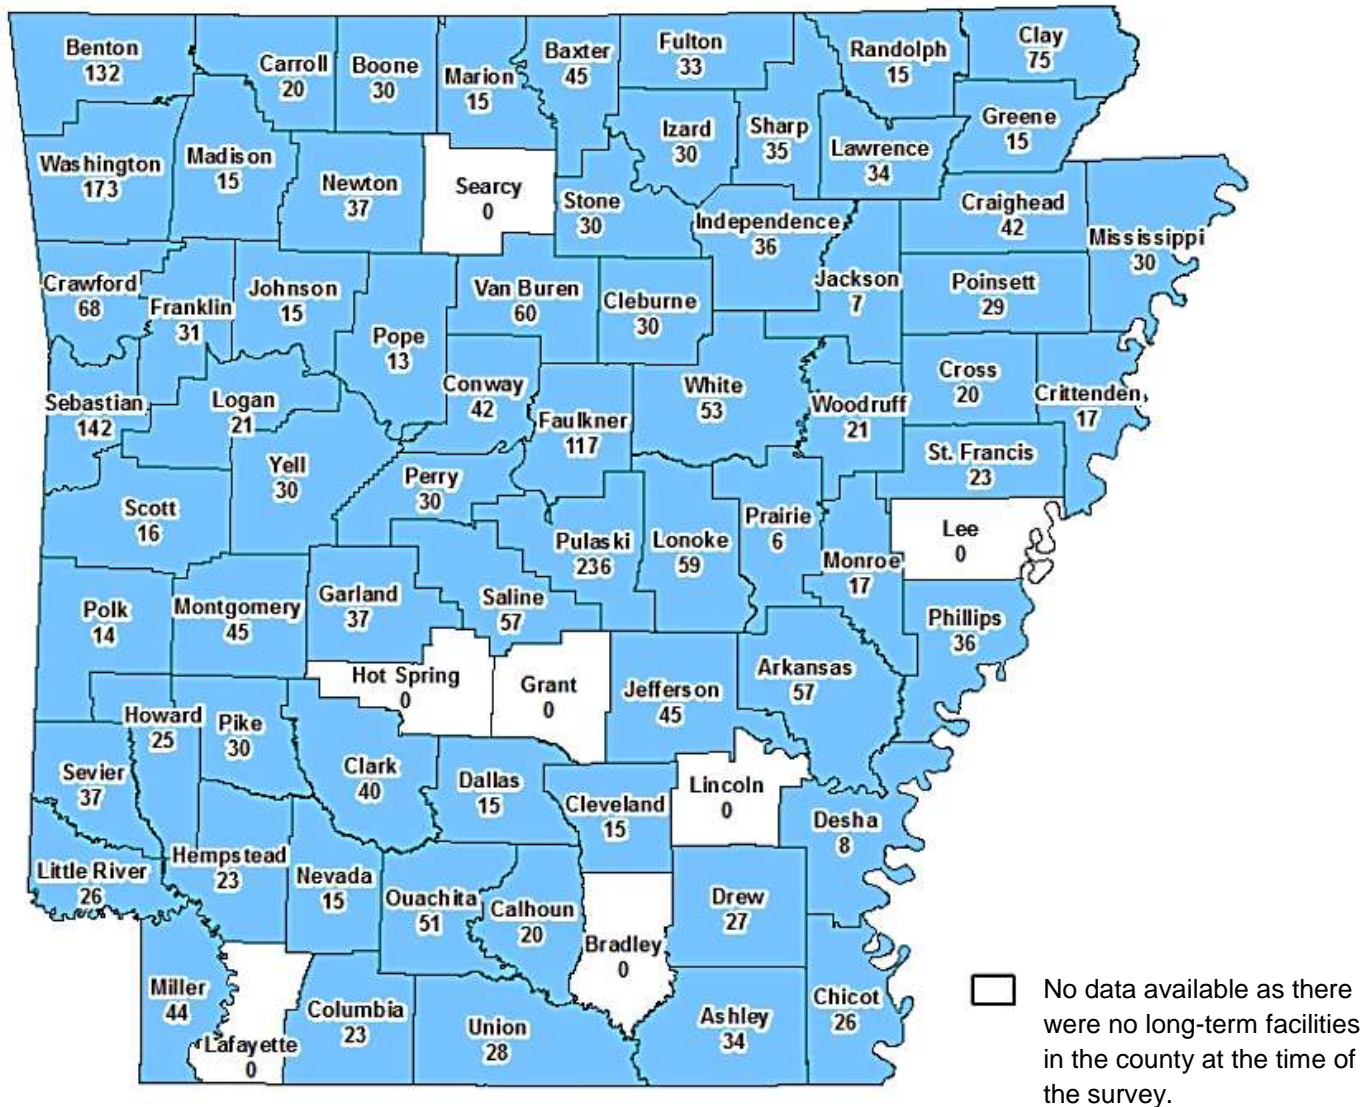 Benton
132
Carroll
20
Boone
30
Marion
15
Baxter
45
Fulton
33
Randolph
15
Clay
75
Washington
173
Madison
15
Newton
37
Searcy
0
Stone
30
Izard
30
Sharp
35
Lawrence
34
Greene
15
Independence
36
Craighead
42
Mississippi
30
Crawford
68
Franklin
31
Johnson
15
Pope
13
Van Buren
60
Cleburne
30
Jackson
7
Poinsett
29
Sebastian
142
Logan
21
Conway
42
Faulkner
117
White
53
Woodruff
21
Cross
20
Crittenden
17
Scott
16
Yell
30
Perry
30
Pulaski
236
Lonoke
59
Prairie
6
Monroe
17
St. Francis
23
Lee
0
Polk
14
Montgomery
45
Garland
37
Saline
57
Hot Spring
0
Grant
0
Jefferson
45
Arkansas
57
Phillips
36
Sevier
37
Howard
25
Pike
30
Clark
40
Dallas
15
Cleveland
15
Lincoln
0
Desha
8
Little River
26
Hempstead
23
Nevada
15
Ouachita
51
Calhoun
20
Bradley
0
Drew
27
Miller
44
Lafayette
0
Columbia
23
Union
28
Ashley
34
Chicot
26
No data available as there
were no long-term facilities
in the county at the time of
the survey.